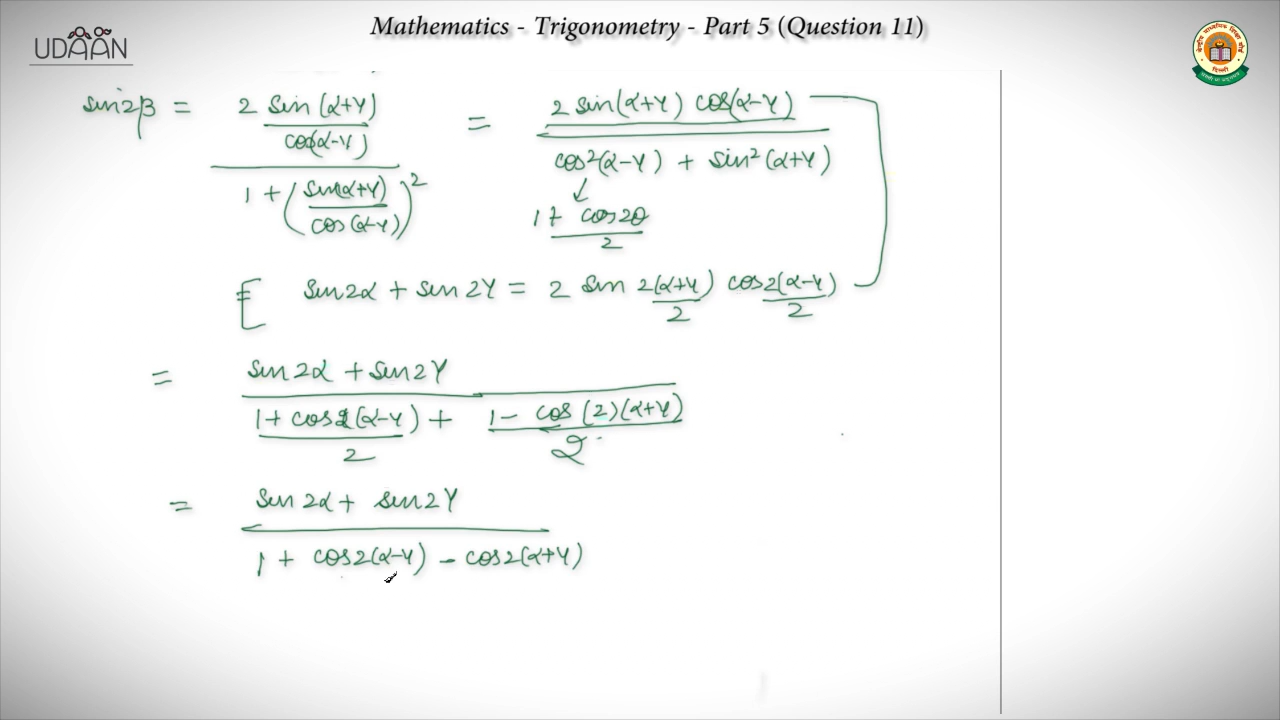 Mathematics - Trigonometry - Part 5 (Question 11)
UDAAN
sin2β = 2 sin(α+γ)/cos(α-γ) / 1 + (sin(α+γ)/cos(α-γ))² = 2 sin(α+γ) cos(α-γ) / cos²(α-γ) + sin²(α+γ)
1+ cos2θ / 2
sin2α + sin2γ = 2 sin 2(α+γ)/2 cos 2(α-γ)/2
= sin2α + sin2γ / 1 + cos2(α-γ)/2 + 1 - cos(2)(α+γ)/2
= sin2α + sin2γ / 1 + cos2(α-γ) - cos2(α+γ)